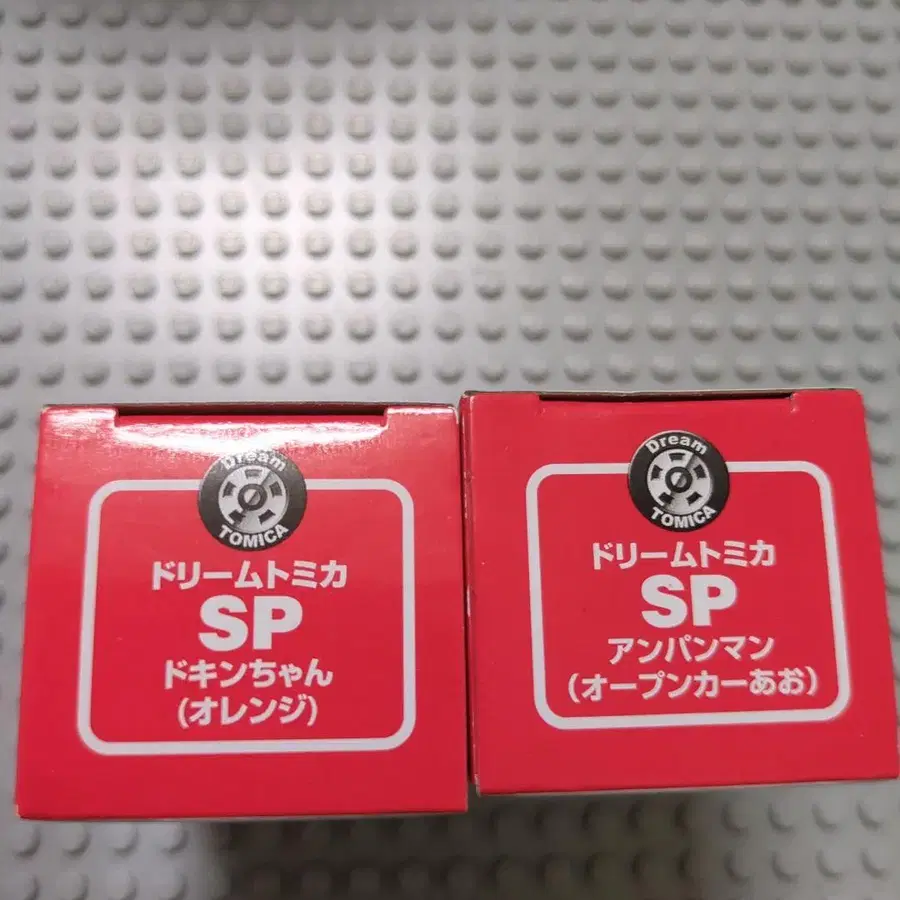 Dream
TOMICA
ドリームトミカ
SP
ドキンちゃん
(オレンジ)
Dream
TOMICA
ドリームトミカ
SP
アンパンマン
(オープンカーあお)